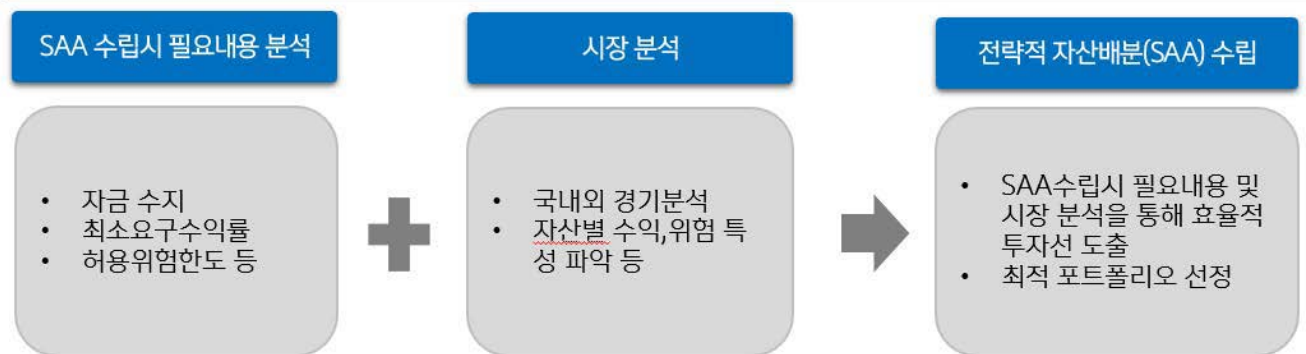 SAA 수립시 필요내용 분석
• 자금 수지
• 최소요구수익률
• 허용위험한도 등
시장 분석
• 국내외 경기분석
• 자산별 수익,위험 특
성 파악 등
전략적 자산배분(SAA) 수립
• SAA수립시 필요내용 및
시장 분석을 통해 효율적
투자선 도출
• 최적 포트폴리오 선정